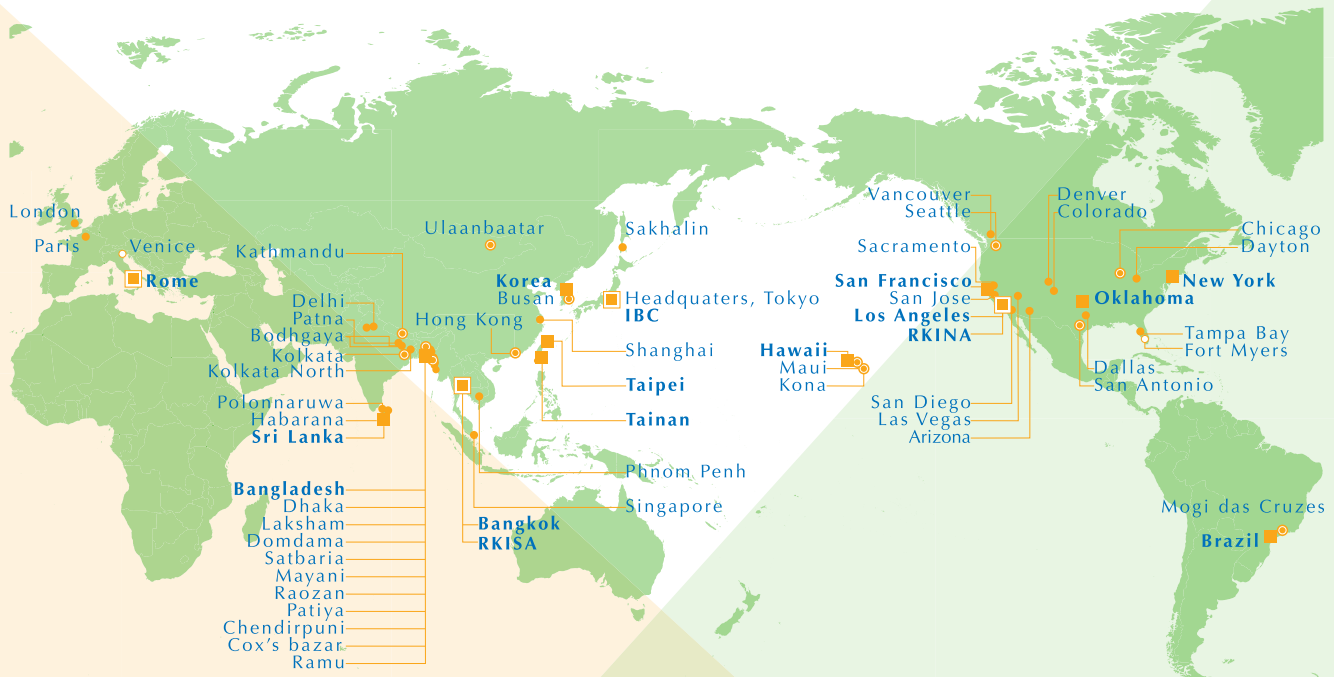 London
Paris
Venice
Rome
Kathmandu
Delhi
Patna
Bodhgaya
Kolkata
Kolkata North
Polonnaruwa
Habarana
Sri Lanka
Bangladesh
Dhaka
Laksham
Domdama
Satbaria
Mayani
Raozan
Patiya
Chendirpuni
Cox's bazar
Ramu
Ulaanbaatar
Sakhalin
Korea
Busan
Headquaters, Tokyo
IBC
Hong Kong
Shanghai
Taipei
Tainan
Phnom Penh
Singapore
Bangkok
RKISA
Hawaii
Maui
Kona
Vancouver
Seattle
Sacramento
San Francisco
San Jose
Los Angeles
RKINA
San Diego
Las Vegas
Arizona
Denver
Colorado
Chicago
Dayton
New York
Oklahoma
Tampa Bay
Fort Myers
Dallas
San Antonio
Mogi das Cruzes
Brazil